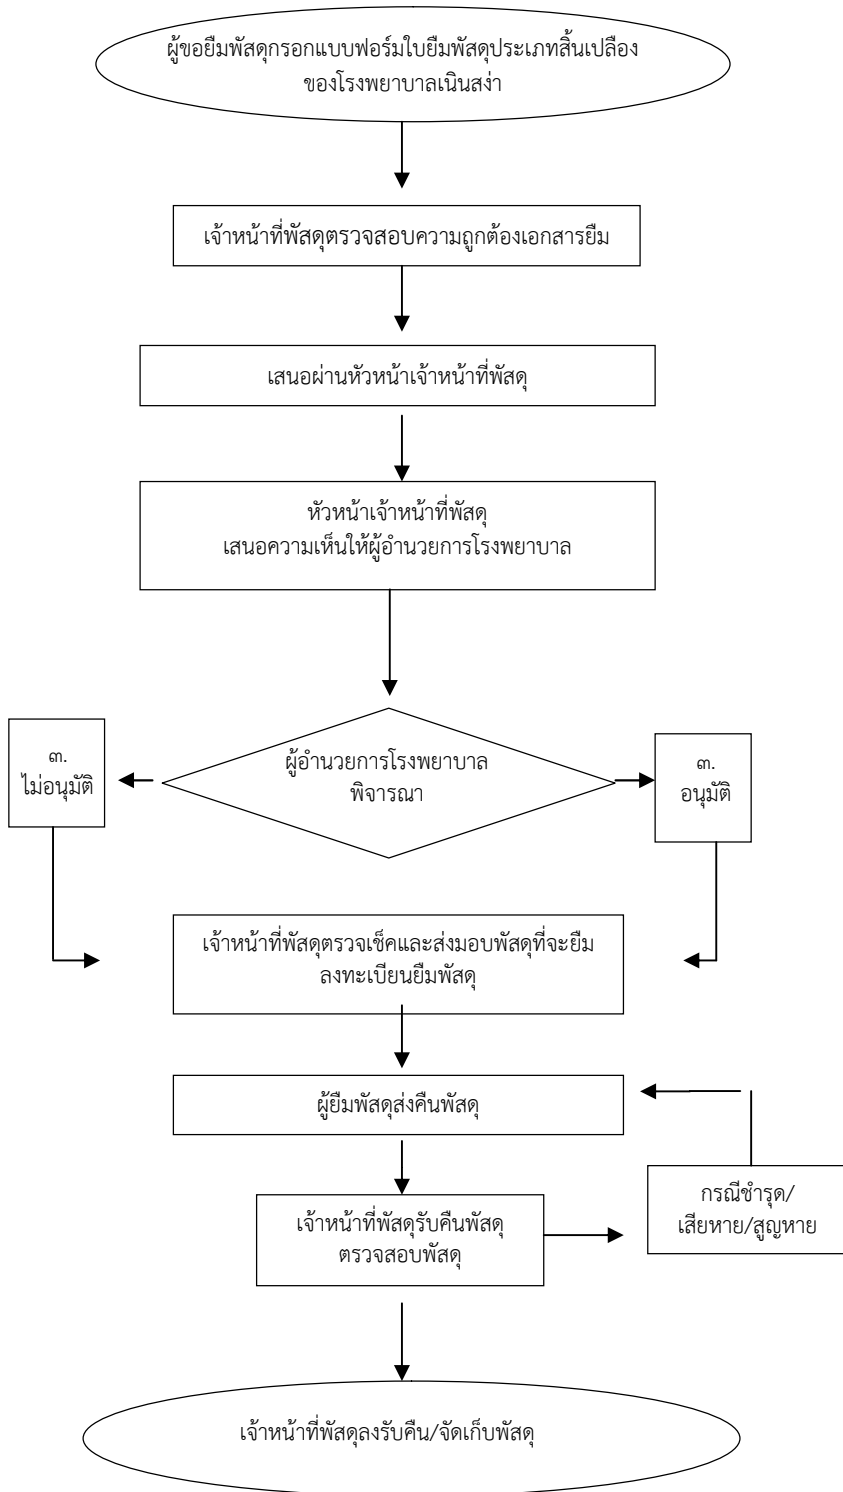 ผู้ขอยืมพัสดุกรอกแบบฟอร์มใบยืมพัสดุประเภทสิ้นเปลือง
ของโรงพยาบาลเนินสง่า
เจ้าหน้าที่พัสดุตรวจสอบความถูกต้องเอกสารยืม
เสนอผ่านหัวหน้าเจ้าหน้าที่พัสดุ
หัวหน้าเจ้าหน้าที่พัสดุ
เสนอความเห็นให้ผู้อำนวยการโรงพยาบาล
๓.
ไม่อนุมัติ
ผู้อำนวยการโรงพยาบาล
พิจารณา
๓.
อนุมัติ
เจ้าหน้าที่พัสดุตรวจเช็คและส่งมอบพัสดุที่จะยืม
ลงทะเบียนยืมพัสดุ
ผู้ยืมพัสดุส่งคืนพัสดุ
เจ้าหน้าที่พัสดุรับคืนพัสดุ
ตรวจสอบพัสดุ
กรณีชำรุด/
เสียหาย/สูญหาย
เจ้าหน้าที่พัสดุลงรับคืน/จัดเก็บพัสดุ